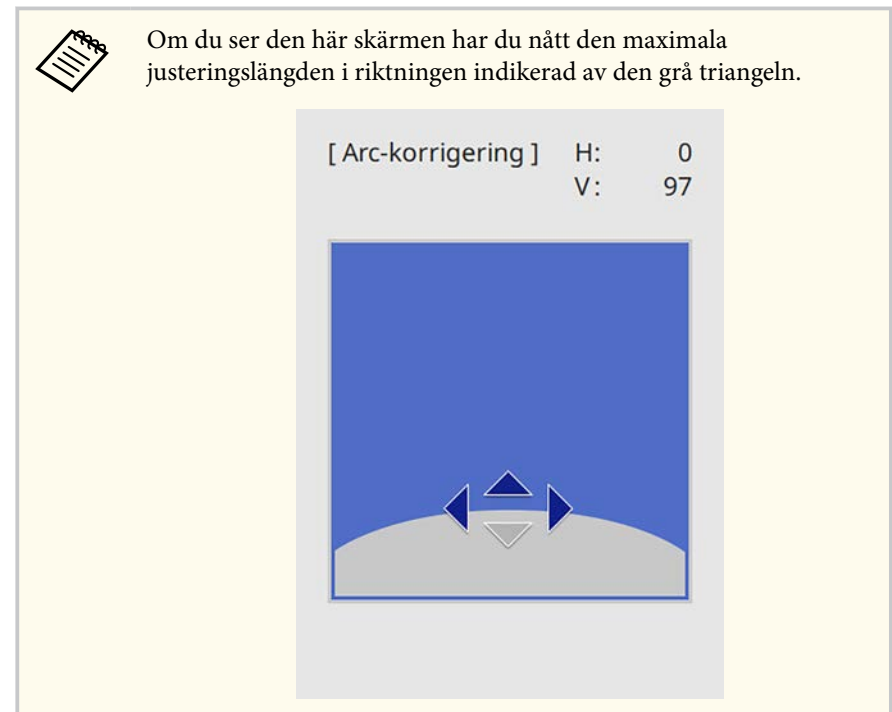 Om du ser den här skärmen har du nått den maximala
justeringslängden i riktningen indikerad av den grå triangeln.
[ Arc-korrigering ] H: 0
V: 97